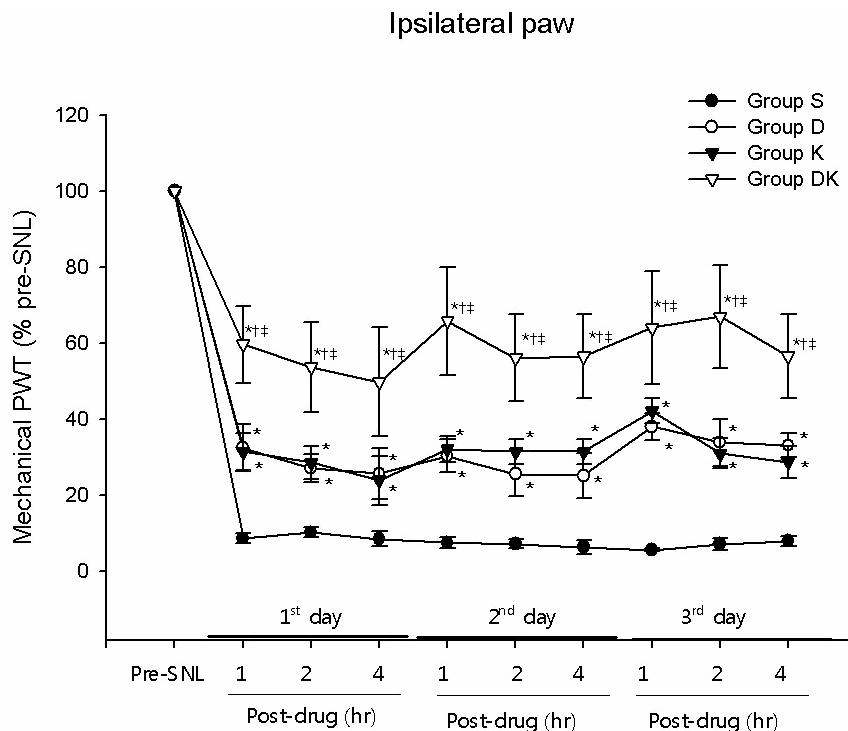 Ipsilateral paw
Group S
Group D
Group K
Group DK
Mechanical PWT (% pre-SNL)
120
100
80
60
40
20
0
*†‡ *†‡ *†‡ *†‡ *†‡ *†‡ *†‡ *†‡ *†‡
* * * * * * * * *
* * * * * * * * *
1st day 2nd day 3rd day
Pre-SNL 1 2 4 1 2 4 1 2 4
Post-drug (hr) Post-drug (hr) Post-drug (hr)